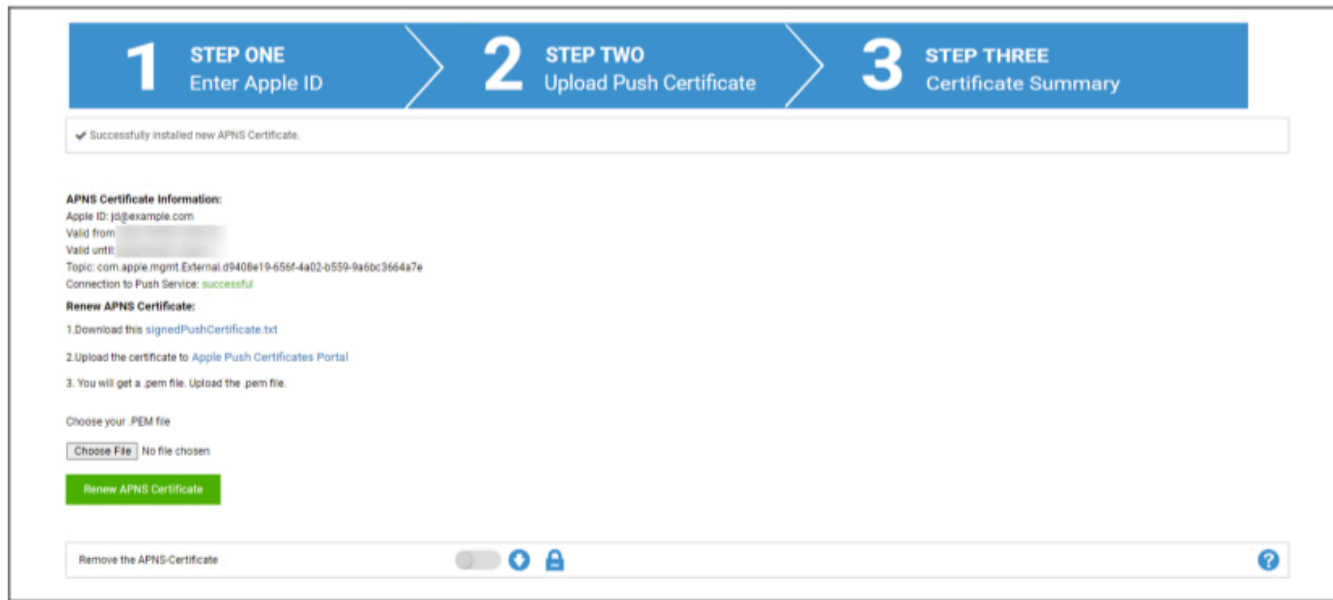 1 STEP ONE
Enter Apple ID
2 STEP TWO
Upload Push Certificate
3 STEP THREE
Certificate Summary
Successfully installed new APNS Certificate.
APNS Certificate Information:
Apple ID: jd@example.com
Valid from
Valid until:
Topic: com.apple.mgmt.External.d9408e19-656f-4a02-b559-9a6bc3664a7e
Connection to Push Service: successful
Renew APNS Certificate:
1.Download this signedPushCertificate.txt
2.Upload the certificate to Apple Push Certificates Portal
3. You will get a .pem file. Upload the .pem file.
Choose your .PEM file
Choose File No file chosen
Renew APNS Certificate
Remove the APNS-Certificate
?